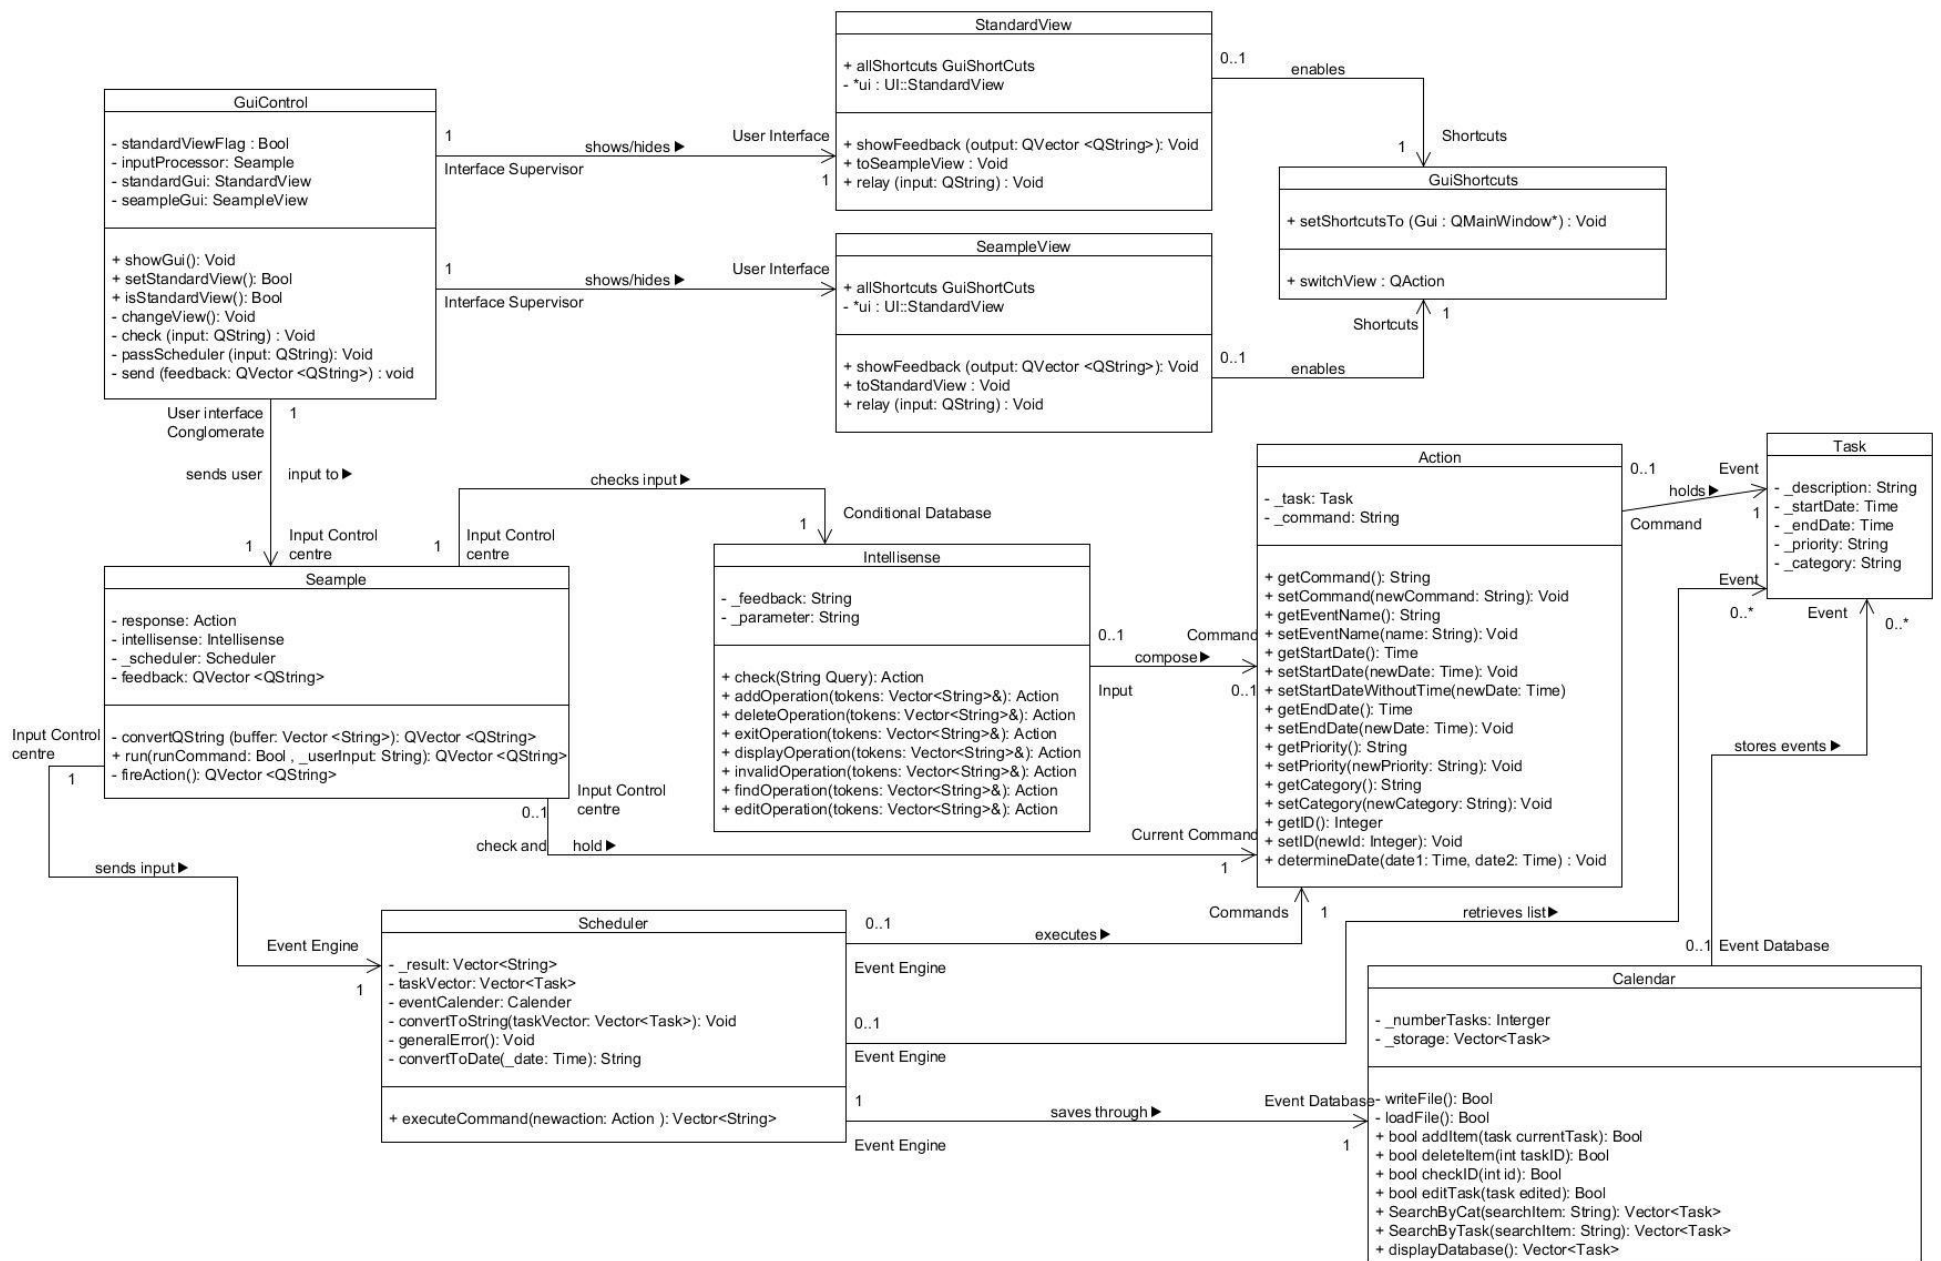 StandardView
+ allShortcuts GuiShortCuts
- *ui : UI::StandardView
+ showFeedback (output: QVector <QString>): Void
+ toSeampleView : Void
+ relay (input: QString) : Void
0..1
enables
Shortcuts
1
GuiControl
- standardViewFlag : Bool
- inputProcessor: Seample
- standardGui: StandardView
- seampleGui: SeampleView
+ showGui(): Void
+ setStandardView(): Bool
+ isStandardView(): Bool
- changeView(): Void
- check (input: QString) : Void
- passScheduler (input: QString): Void
- send (feedback: QVector <QString>) : void
1
shows/hides ▶
User Interface
Interface Supervisor
1
1
shows/hides ▶
User Interface
Interface Supervisor
GuiShortcuts
+ setShortcutsTo (Gui : QMainWindow*) : Void
+ switchView : QAction
SeampleView
+ allShortcuts GuiShortCuts
- *ui : UI::StandardView
+ showFeedback (output: QVector <QString>): Void
+ toStandardView : Void
+ relay (input: QString) : Void
Shortcuts
1
0..1
enables
User interface
Conglomerate
1
sends user
input to ▶
1
Input Control
centre
checks input ▶
1
Input Control
centre
1
Conditional Database
Seample
- response: Action
- intellisense: Intellisense
- _scheduler: Scheduler
- feedback: QVector <QString>
- convertQString (buffer: Vector <String>): QVector <QString>
+ run(runCommand: Bool , _userInput: String): QVector <QString>
- fireAction(): QVector <QString>
Intellisense
- _feedback: String
- _parameter: String
+ check(String Query): Action
+ addOperation(tokens: Vector<String>&): Action
+ deleteOperation(tokens: Vector<String>&): Action
+ exitOperation(tokens: Vector<String>&): Action
+ displayOperation(tokens: Vector<String>&): Action
+ invalidOperation(tokens: Vector<String>&): Action
+ findOperation(tokens: Vector<String>&): Action
+ editOperation(tokens: Vector<String>&): Action
0..1
Command
compose ▶
Input
0..1
Action
- _task: Task
- _command: String
+ getCommand(): String
+ setCommand(newCommand: String): Void
+ getEventName(): String
+ setEventName(name: String): Void
+ getStartDate(): Time
+ setStartDate(newDate: Time): Void
+ setStartDateWithoutTime(newDate: Time)
+ getEndDate(): Time
+ setEndDate(newDate: Time): Void
+ getPriority(): String
+ setPriority(newPriority: String): Void
+ getCategory(): String
+ setCategory(newCategory: String): Void
+ getID(): Integer
+ setID(newId: Integer): Void
+ determineDate(date1: Time, date2: Time) : Void
0..1
Event
holds ▶
Command
1
Task
- _description: String
- _startDate: Time
- _endDate: Time
- _priority: String
- _category: String
Event
0..*
Event
0..*
stores events ▶
0..1
Event Database
Input Control
centre
1
sends input ▶
Event Engine
1
0..1
Input Control
centre
check and
hold ▶
Current Command
1
Scheduler
- _result: Vector<String>
- taskVector: Vector<Task>
- eventCalender: Calender
- convertToString(taskVector: Vector<Task>): Void
- generalError(): Void
- convertToDate(_date: Time): String
+ executeCommand(newaction: Action ): Vector<String>
0..1
executes ▶
Commands
1
Event Engine
retrieves list ▶
0..1
Event Engine
1
saves through ▶
Event Database
Event Engine
1
Calendar
- _numberTasks: Interger
- _storage: Vector<Task>
- writeFile(): Bool
- loadFile(): Bool
+ bool addItem(task currentTask): Bool
+ bool deleteItem(int taskID): Bool
+ bool checkID(int id): Bool
+ bool editTask(task edited): Bool
+ SearchByCat(searchItem: String): Vector<Task>
+ SearchByTask(searchItem: String): Vector<Task>
+ displayDatabase(): Vector<Task>